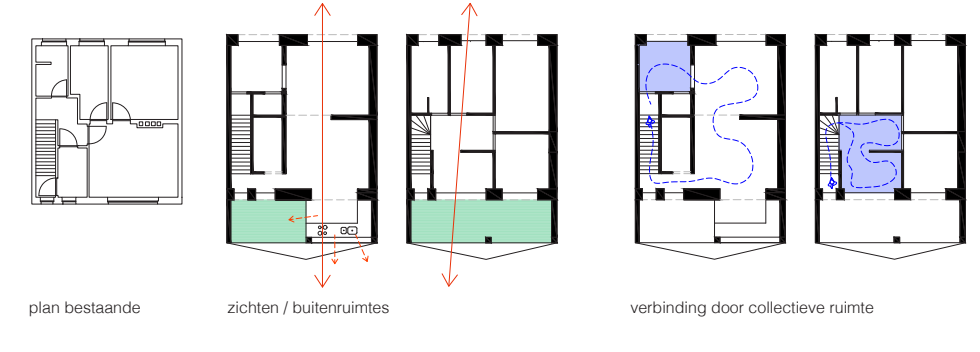 plan bestaande
zichten / buitenruimtes
verbinding door collectieve ruimte